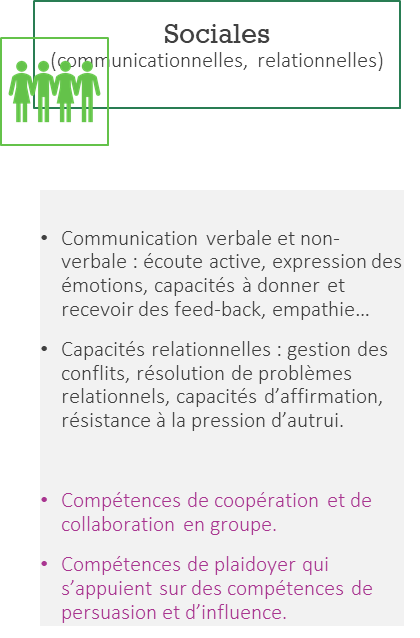 Sociales
(communicationnelles, relationnelles)
• Communication verbale et non-
verbale : écoute active, expression des
émotions, capacités à donner et
recevoir des feed-back, empathie…
• Capacités relationnelles : gestion des
conflits, résolution de problèmes
relationnels, capacités d’affirmation,
résistance à la pression d’autrui.
• Compétences de coopération et de
collaboration en groupe.
• Compétences de plaidoyer qui
s’appuient sur des compétences de
persuasion et d’influence.